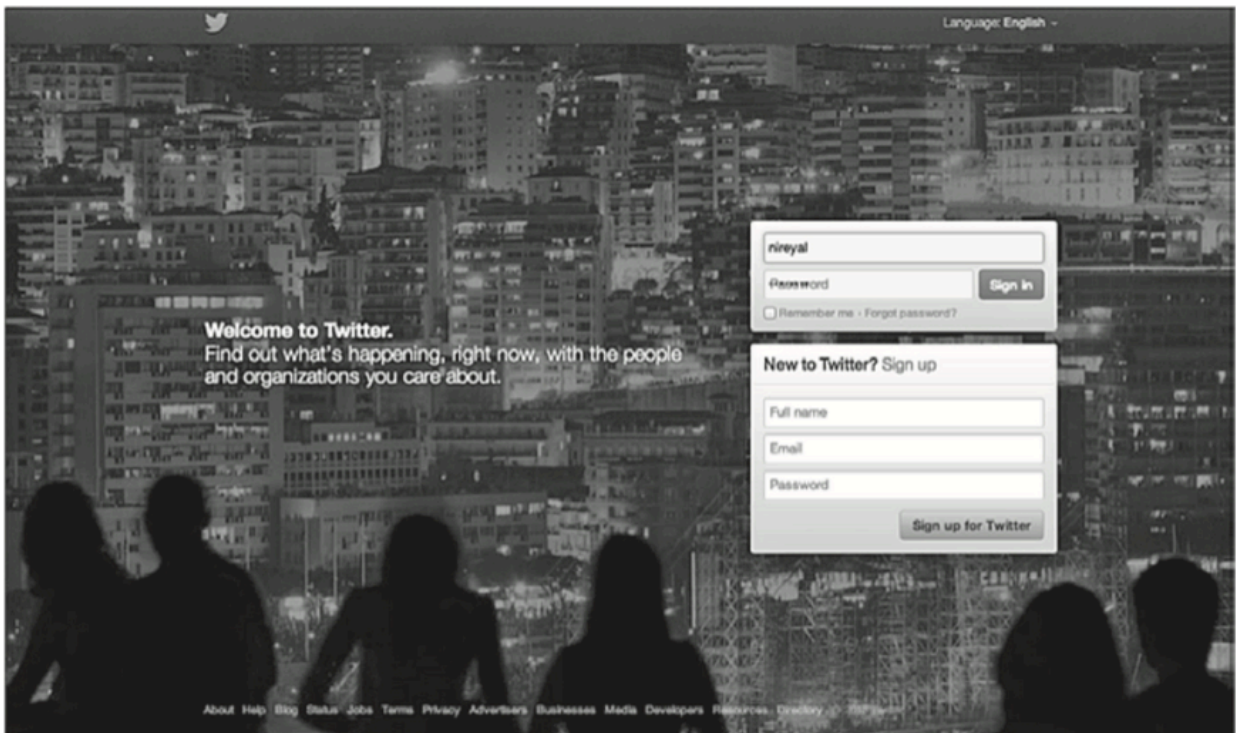 Language: English
nireyal
Password
Sign in
Remember me · Forgot password?
Welcome to Twitter.
Find out what's happening, right now, with the people
and organizations you care about.
New to Twitter? Sign up
Full name
Email
Password
Sign up for Twitter
About Help Blog Status Jobs Terms Privacy Advertisers Businesses Media Developers Resources Directory